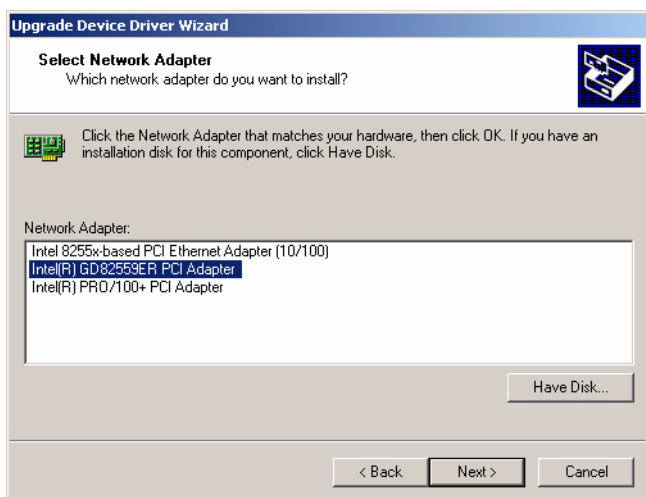 Upgrade Device Driver Wizard
Select Network Adapter
Which network adapter do you want to install?
Click the Network Adapter that matches your hardware, then click OK. If you have an
installation disk for this component, click Have Disk.
Network Adapter:
Intel 8255x-based PCI Ethernet Adapter (10/100)
Intel(R) GD82559ER PCI Adapter
Intel(R) PRO/100+ PCI Adapter
Have Disk...
< Back
Next >
Cancel